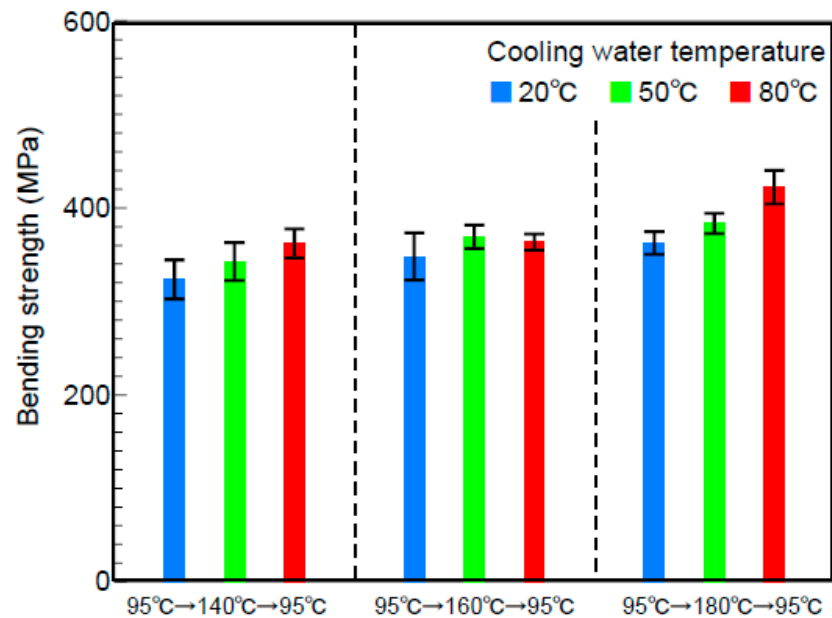 600
Cooling water temperature
20℃ 50℃ 80℃
Bending strength (MPa)
400
200
0
95℃→140℃→95℃ 95℃→160℃→95℃ 95℃→180℃→95℃